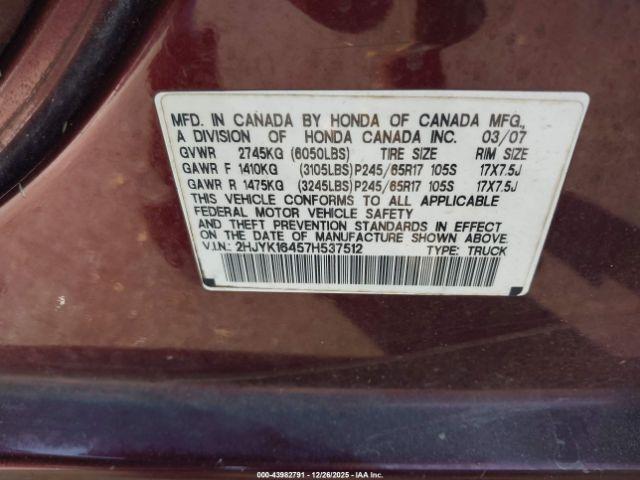 MFD. IN CANADA BY HONDA OF CANADA MFG.,
A DIVISION OF HONDA CANADA INC. 03/07
GVWR 2745KG (6050LBS) TIRE SIZE RIM SIZE
GAWR F 1410KG (3105LBS)P245/65R17 105S 17X7.5J
GAWR R 1475KG (3245LBS)P245/65R17 105S 17X7.5J
THIS VEHICLE CONFORMS TO ALL APPLICABLE
FEDERAL MOTOR VEHICLE SAFETY
AND THEFT PREVENTION STANDARDS IN EFFECT
ON THE DATE OF MANUFACTURE SHOWN ABOVE.
V.I.N.: 2HJYK16457H537512 TYPE: TRUCK
000-43982791 - 12/26/2025 - IAA Inc.